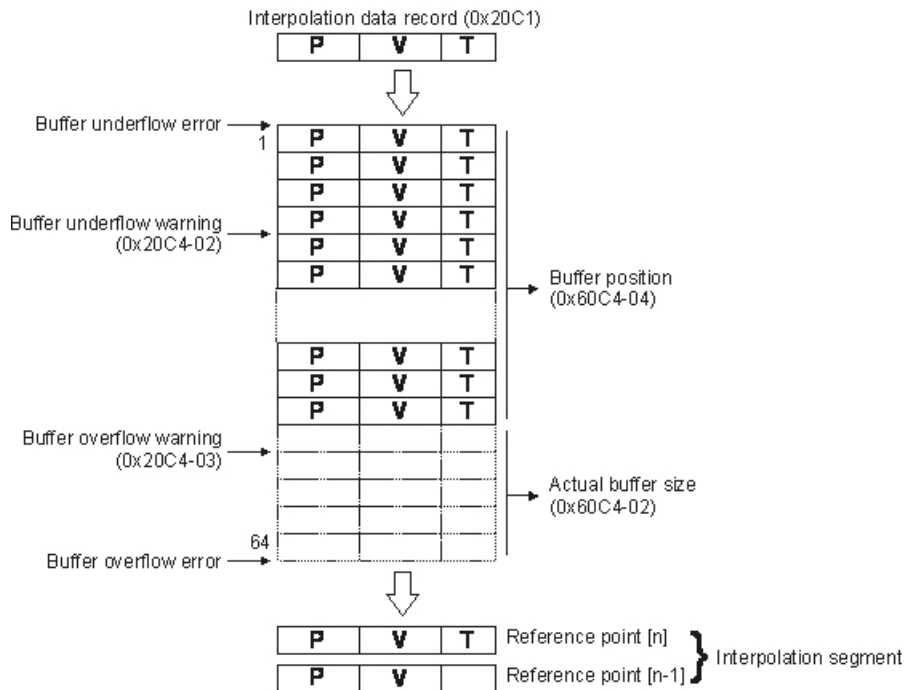 Interpolation data record (0x20C1)
P V T
Buffer underflow error
1
P V T
P V T
P V T
Buffer underflow warning
(0x20C4-02)
P V T
P V T
P V T
Buffer position
(0x60C4-04)
P V T
P V T
P V T
Buffer overflow warning
(0x20C4-03)
Actual buffer size
(0x60C4-02)
64
Buffer overflow error
P V T Reference point [n]
Interpolation segment
P V Reference point [n-1]